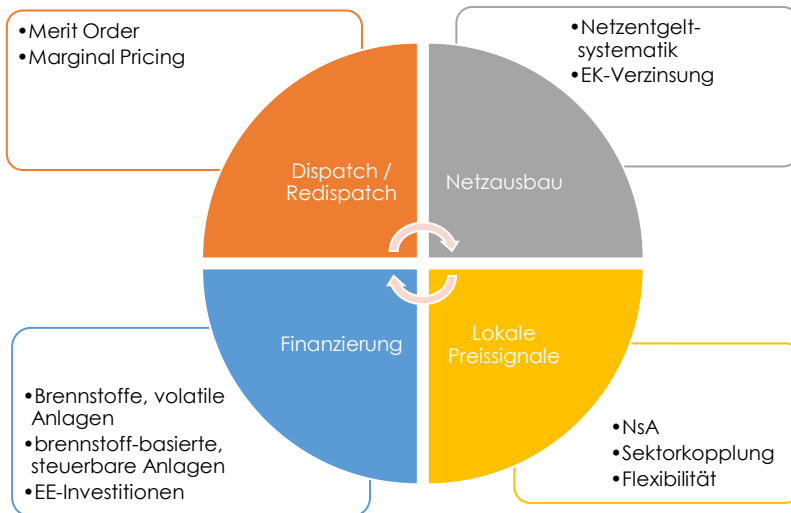 •Merit Order
•Marginal Pricing
•Netzentgelt-
systematik
•EK-Verzinsung
Dispatch /
Redispatch
Netzausbau
Finanzierung
Lokale
Preissignale
•Brennstoffe, volatile
Anlagen
•brennstoff-basierte,
steuerbare Anlagen
•EE-Investitionen
•NsA
•Sektorkopplung
•Flexibilität